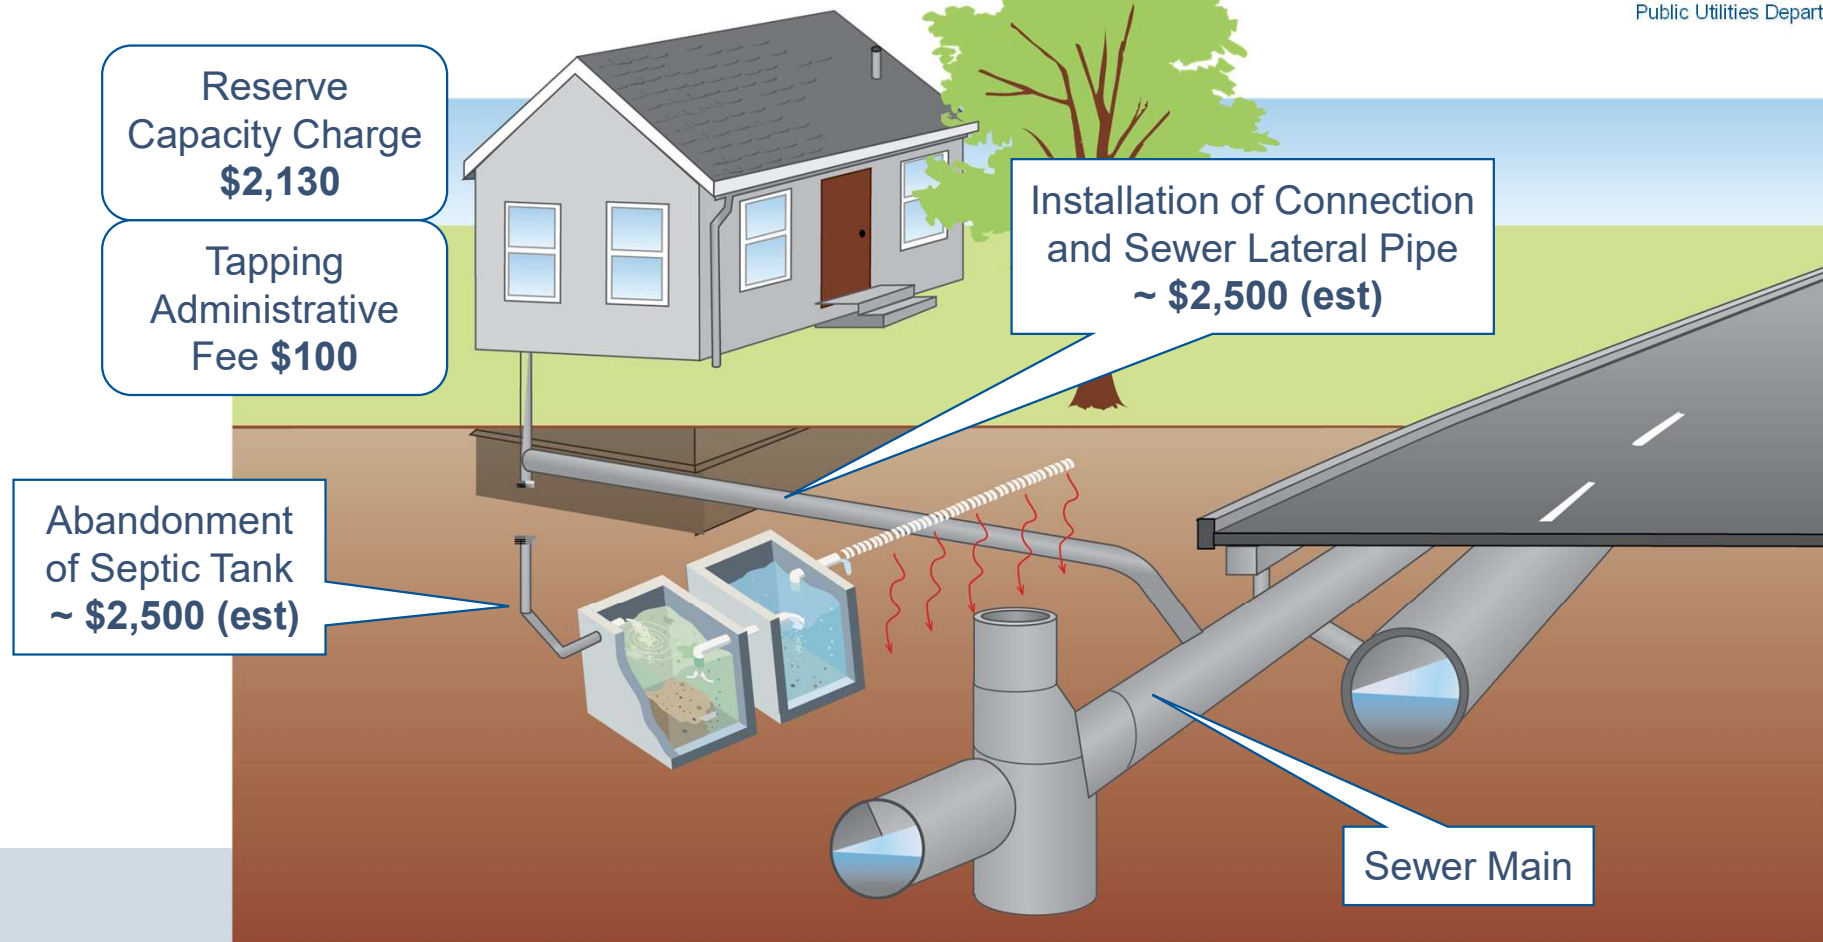 Public Utilities Depart
Reserve
Capacity Charge
$2,130
Tapping
Administrative
Fee $100
Installation of Connection
and Sewer Lateral Pipe
~ $2,500 (est)
Abandonment
of Septic Tank
~ $2,500 (est)
Sewer Main